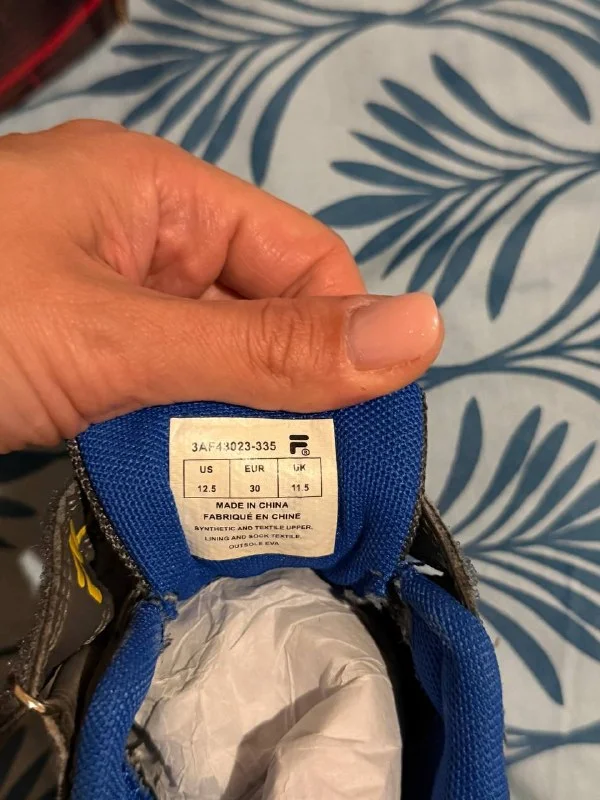 3AF43023-335 F®
US EUR UK
12.5 30 11.5
MADE IN CHINA
FABRIQUÉ EN CHINE
SYNTHETIC AND TEXTILE UPPER.
LINING AND SOCK TEXTILE.
OUTSOLE EVA